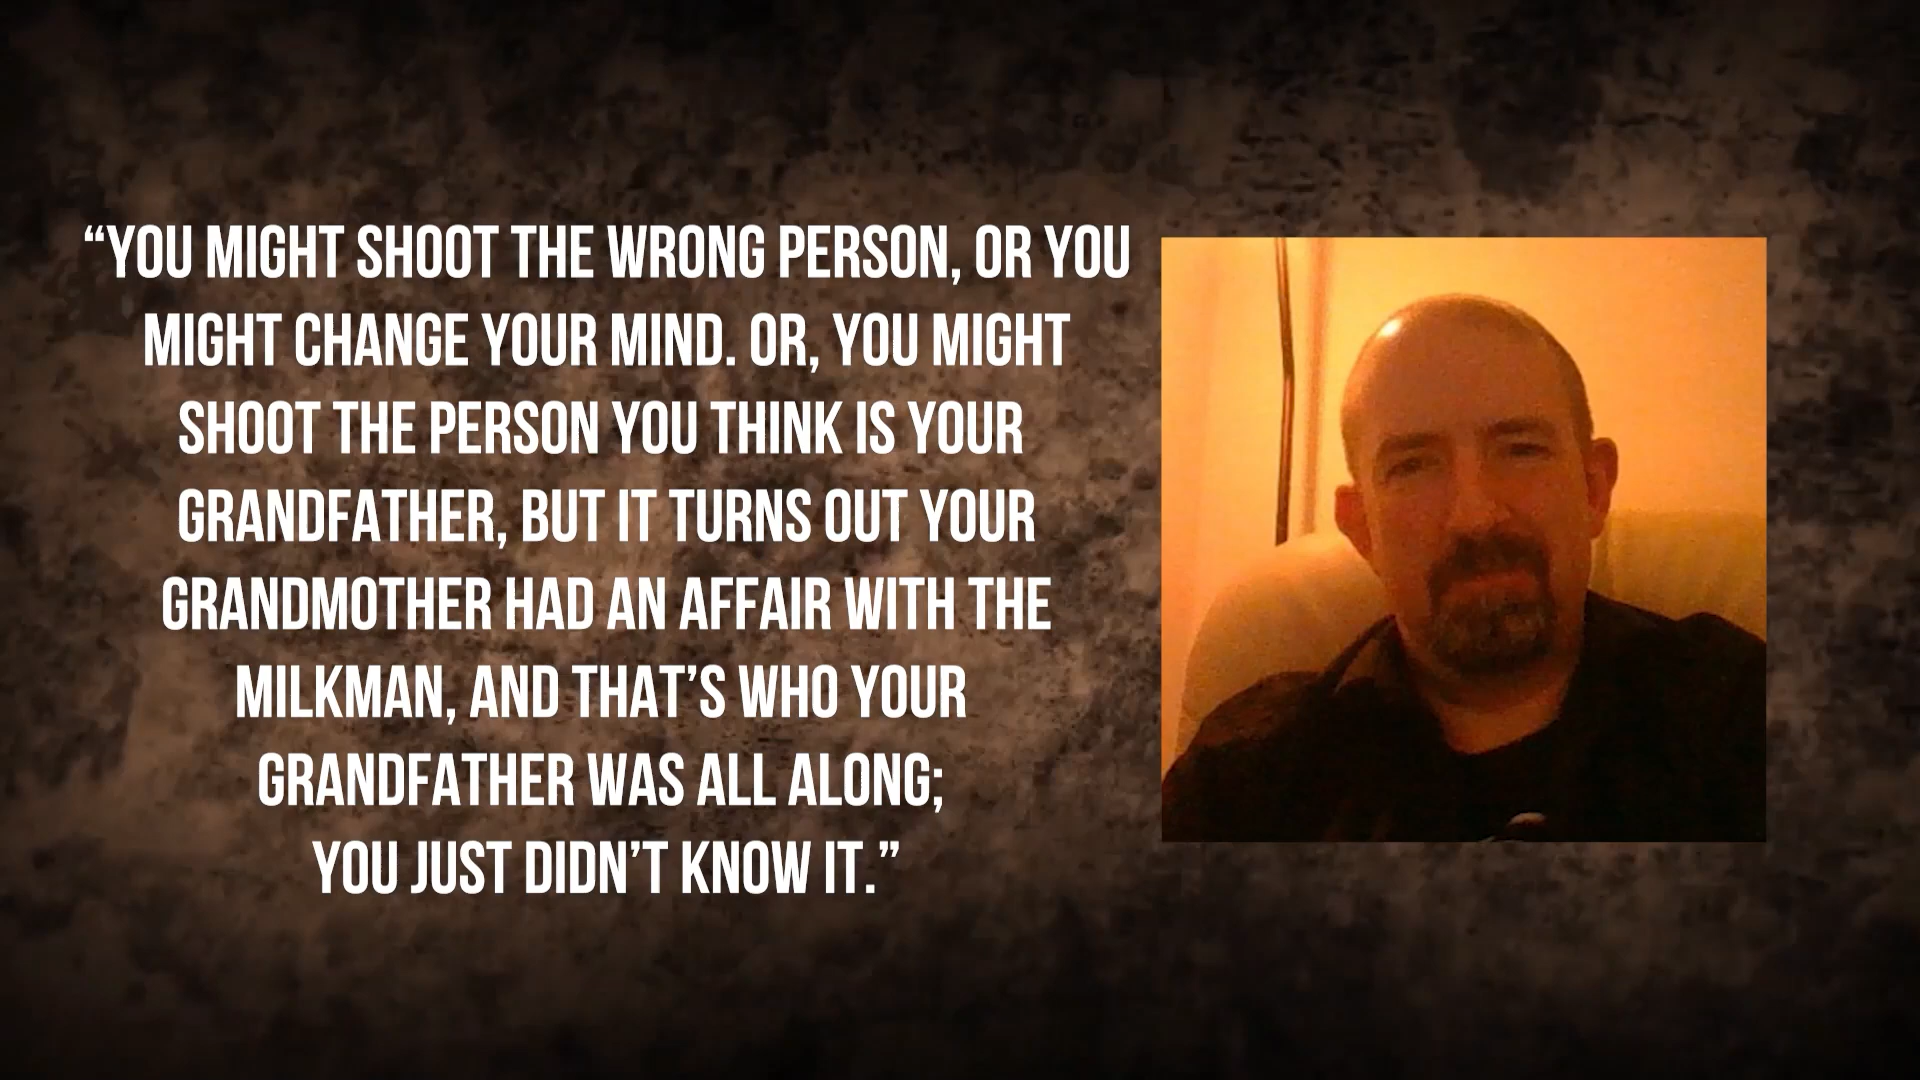 “YOU MIGHT SHOOT THE WRONG PERSON, OR YOU
MIGHT CHANGE YOUR MIND. OR, YOU MIGHT
SHOOT THE PERSON YOU THINK IS YOUR
GRANDFATHER, BUT IT TURNS OUT YOUR
GRANDMOTHER HAD AN AFFAIR WITH THE
MILKMAN, AND THAT’S WHO YOUR
GRANDFATHER WAS ALL ALONG;
YOU JUST DIDN’T KNOW IT.”